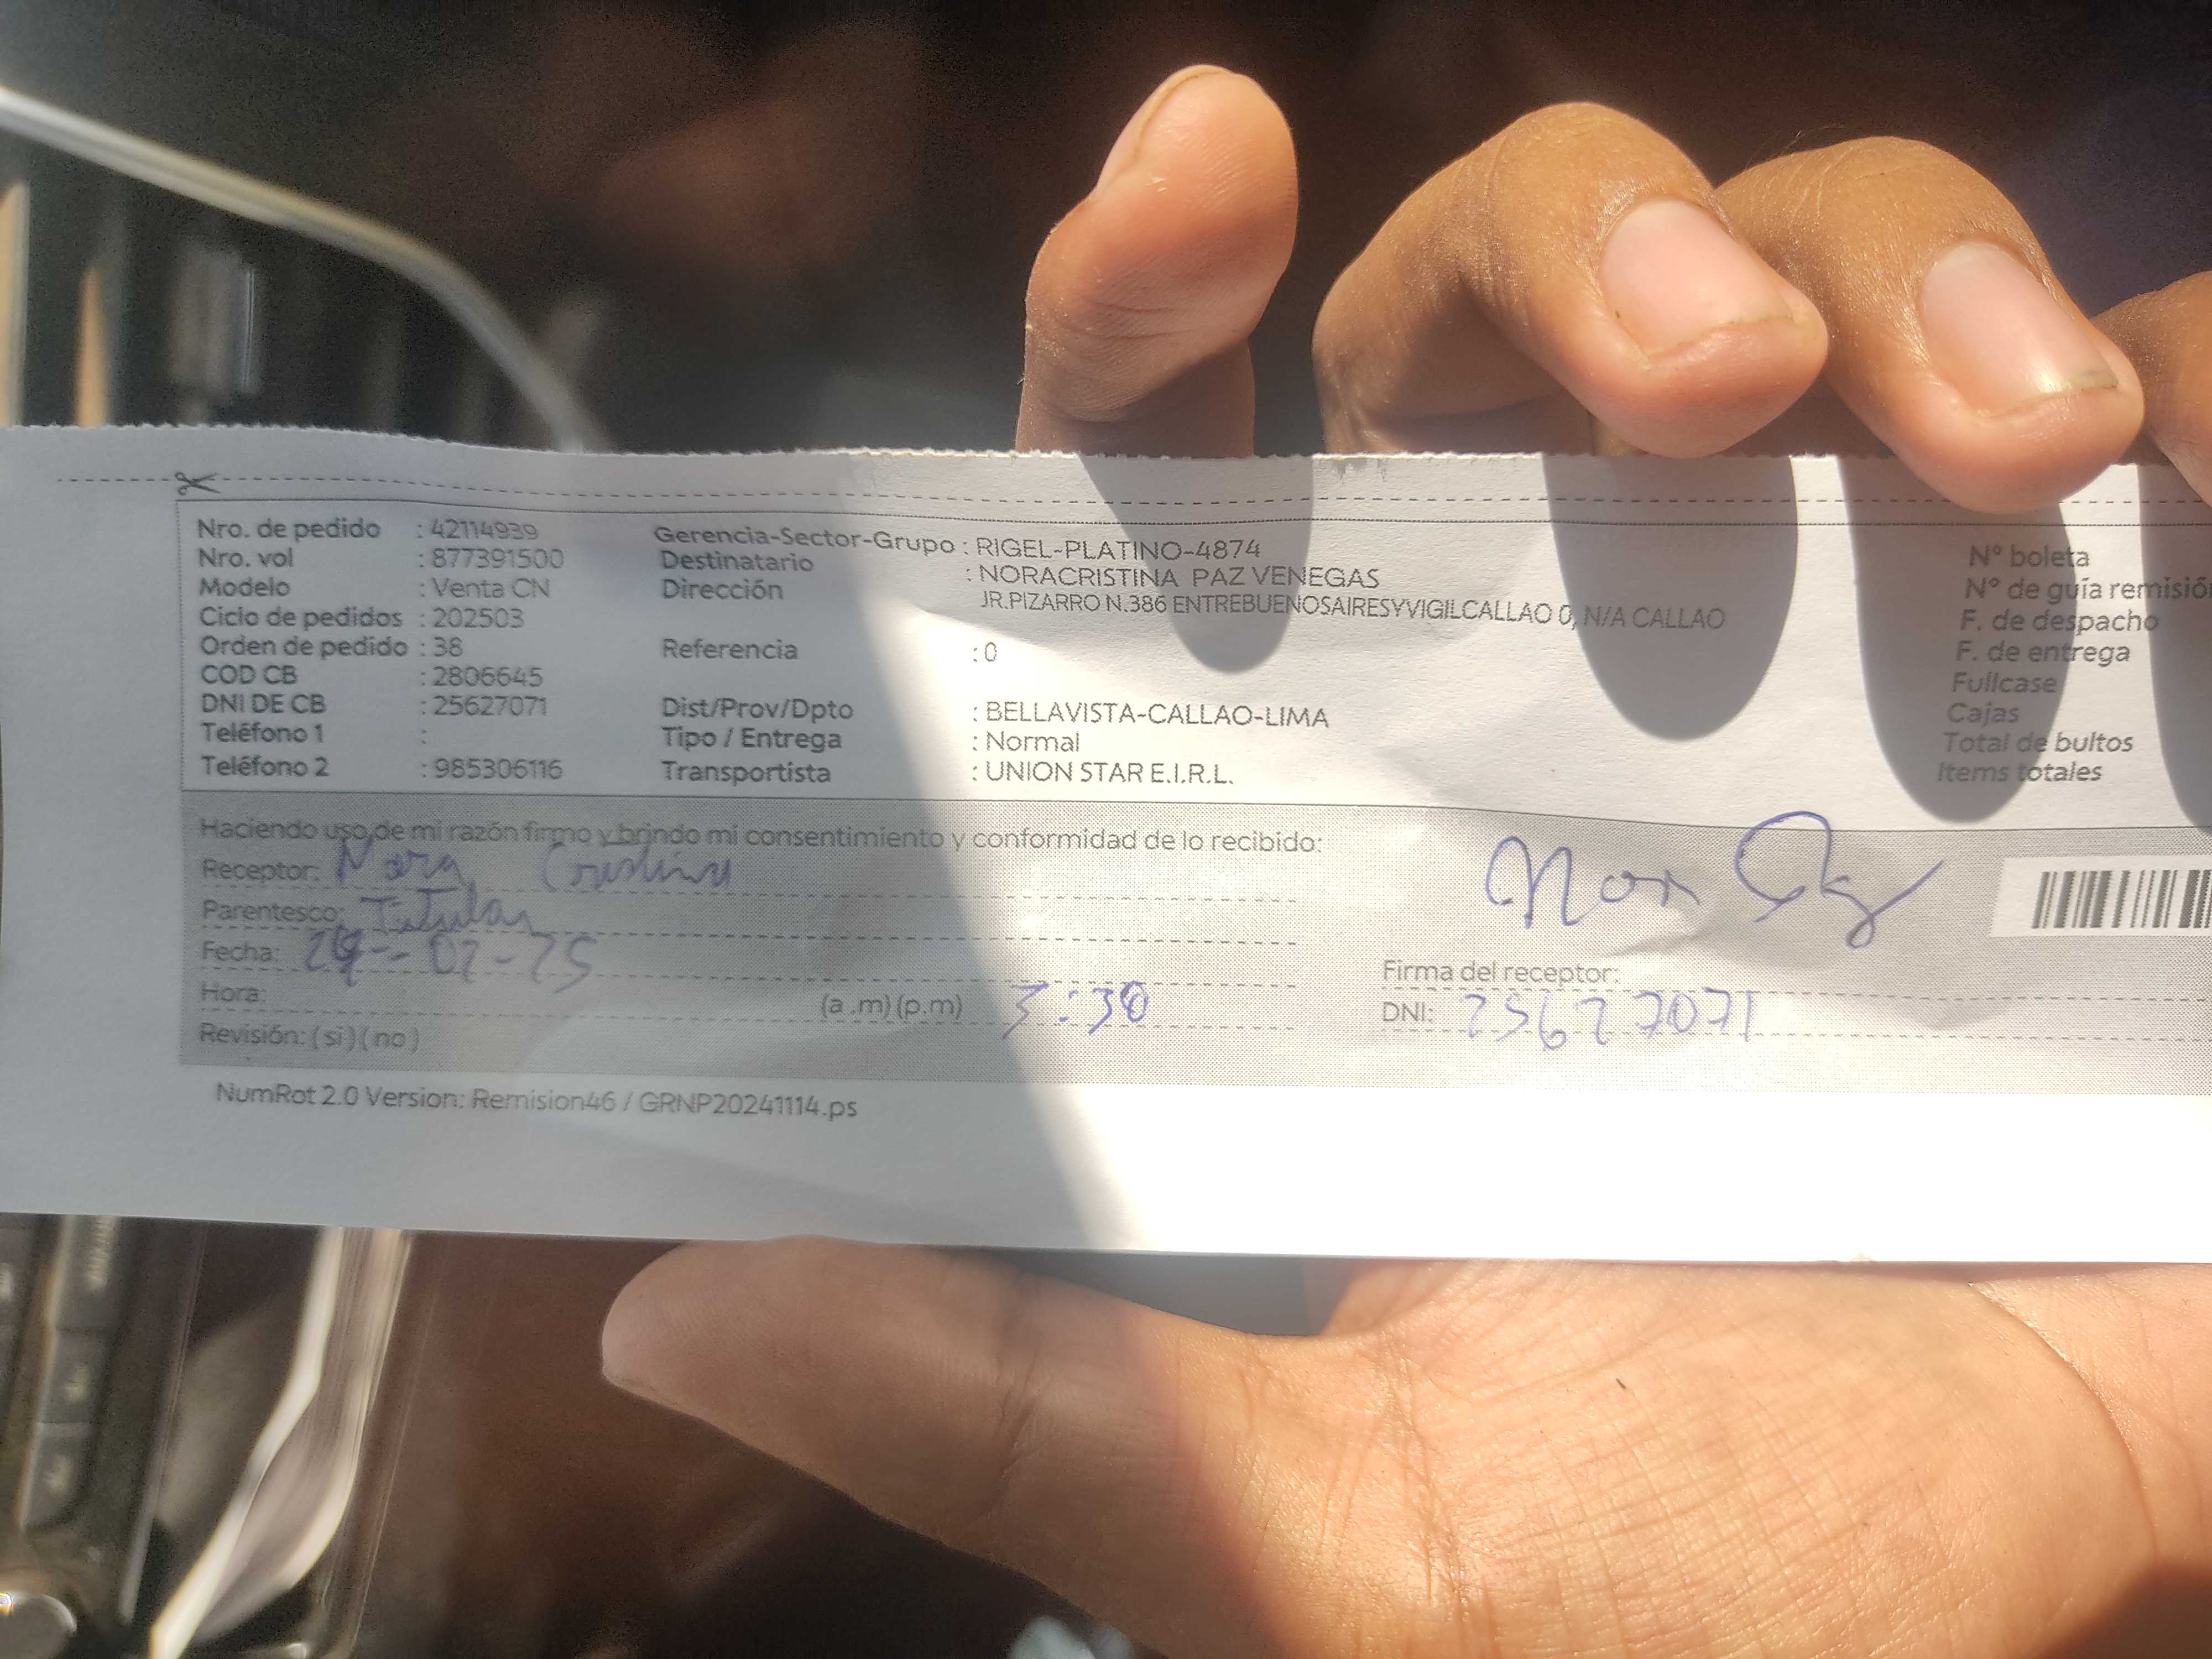 Nro. de pedido : 42114939
Nro. vol : 877391500
Modelo : Venta CN
Ciclo de pedidos : 202503
Orden de pedido : 38
COD CB : 2806645
DNI DE CB : 25627071
Teléfono 1 :
Teléfono 2 : 985306116
Gerencia-Sector-Grupo : RIGEL-PLATINO-4874
Destinatario : NORACRISTINA PAZ VENEGAS
Dirección JR.PIZARRO N.386 ENTREBUENOSAIRESYVIGILCALLAO 0, N/A CALLAO
Referencia : 0
Dist/Prov/Dpto : BELLAVISTA-CALLAO-LIMA
Tipo / Entrega : Normal
Transportista : UNION STAR E.I.R.L.
N° boleta
N° de guía remisió
F. de despacho
F. de entrega
Fullcase
Cajas
Total de bultos
Items totales
Haciendo uso de mi razón firmo y brindo mi consentimiento y conformidad de lo recibido:
Receptor: Nora Cristina
Parentesco: Titular
Fecha: 02-25
Hora: (a .m) (p.m) 3:30
Revisión: ( si ) ( no )
Firma del receptor:
DNI: 25627071
NumRot 2.0 Version: Remision46 / GRNP20241114.ps